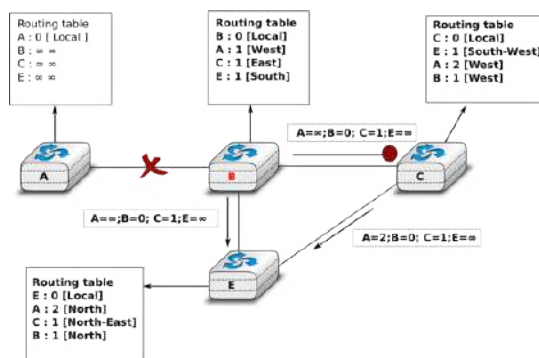 Routing table
A : 0 [ Local ]
B : ∞ ∞
C : ∞ ∞
E : ∞ ∞
Routing table
B : 0 [Local]
A : 1 [West]
C : 1 [East]
E : 1 [South]
Routing table
C : 0 [Local]
E : 1 [South-West]
A : 2 [West]
B : 1 [West]
A=∞;B=0; C=1;E=∞
A
B
C
A=∞;B=0; C=1;E=∞
A=2;B=0; C=1;E=∞
E
Routing table
E : 0 [Local]
A : 2 [North]
C : 1 [North-East]
B : 1 [North]